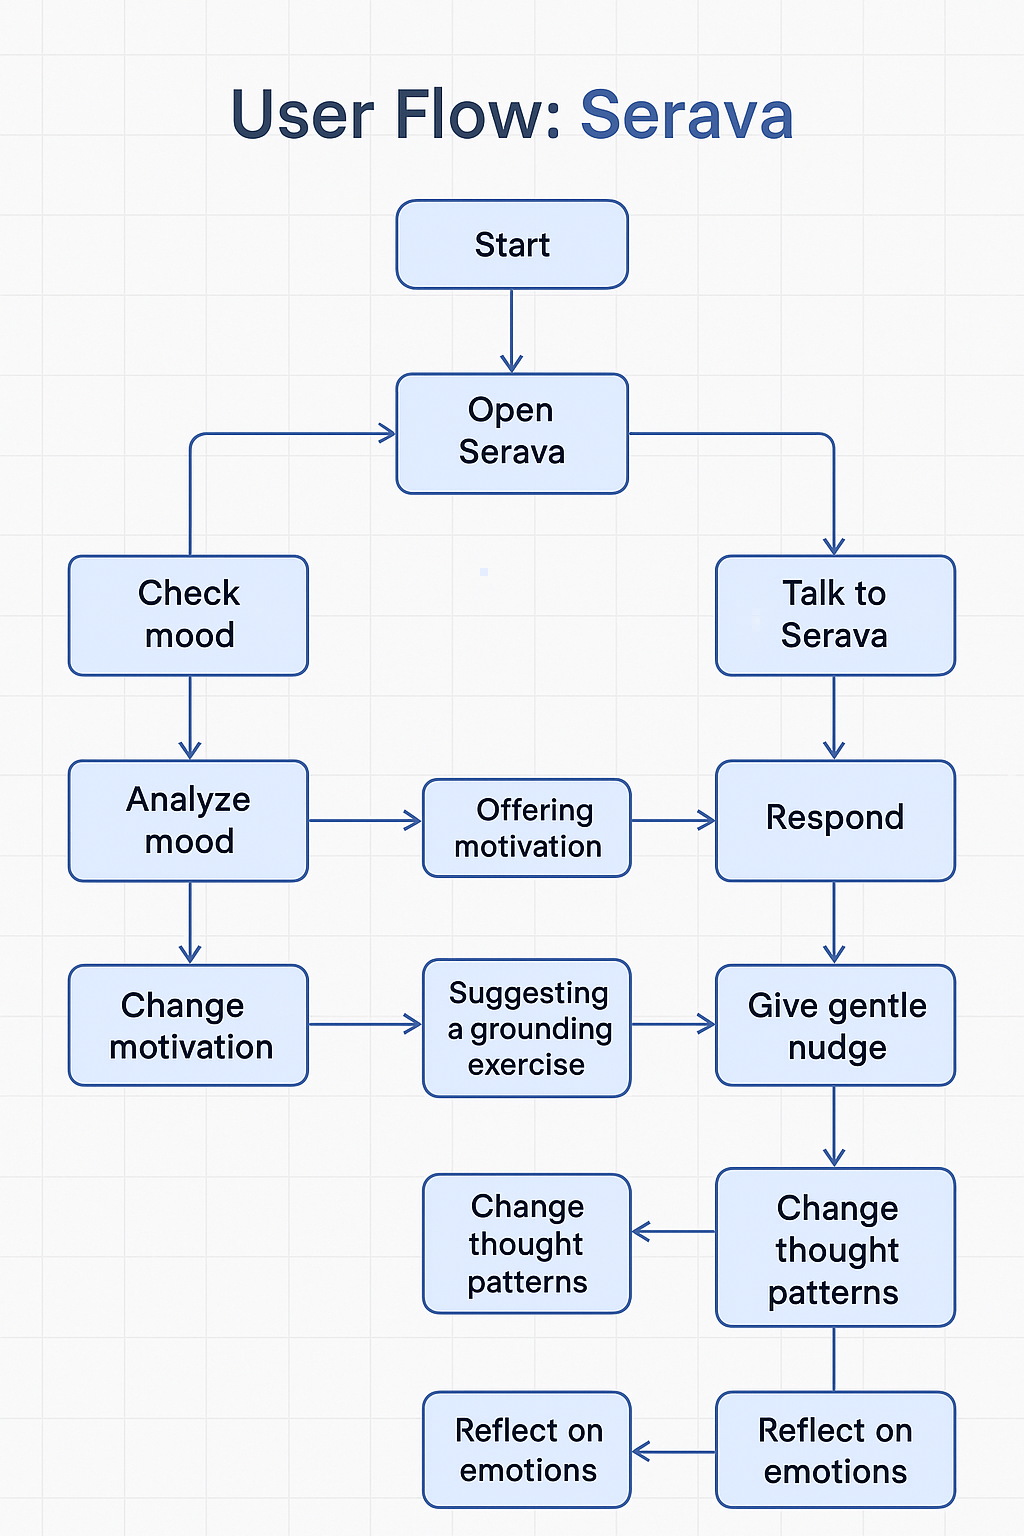 User Flow: Serava
Start
Open
Serava
Check
mood
Talk to
Serava
Analyze
mood
Offering
motivation
Respond
Change
motivation
Suggesting
a grounding
exercise
Give gentle
nudge
Change
thought
patterns
Change
thought
patterns
Reflect on
emotions
Reflect on
emotions